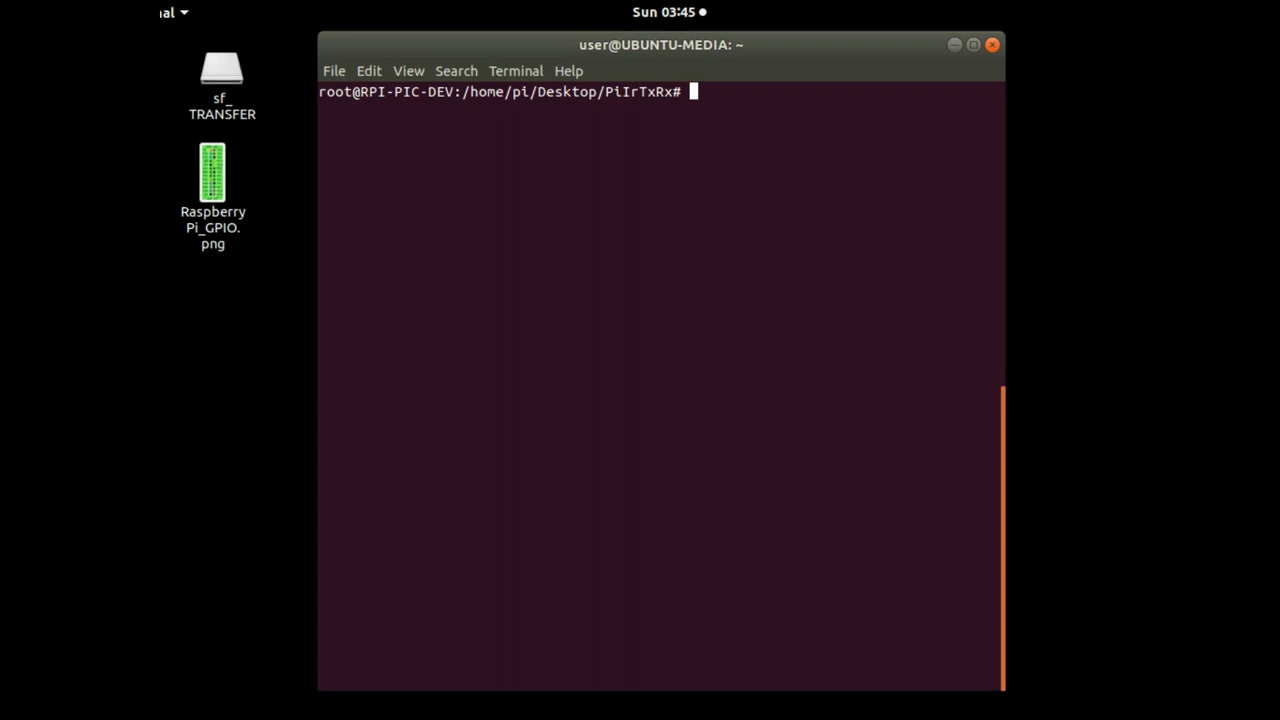 al
Sun 03:45
user@UBUNTU-MEDIA: ~
File Edit View Search Terminal Help
root@RPI-PIC-DEV:/home/pi/Desktop/PiIrTxRx#
sf_
TRANSFER
Raspberry
Pi_GPIO.
png